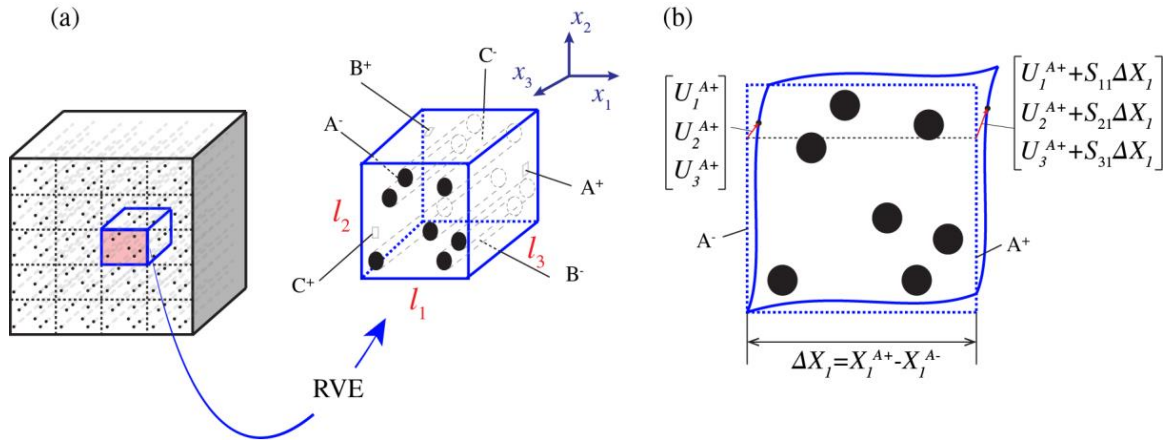 (a)
x₂
x₃
x₁
B⁺
C⁻
A⁻
A⁺
l₂
C⁺
l₁
l₃
B⁻
RVE
(b)
U₁ᴬ⁺
U₂ᴬ⁺
U₃ᴬ⁺
U₁ᴬ⁺+S₁₁ΔX₁
U₂ᴬ⁺+S₂₁ΔX₁
U₃ᴬ⁺+S₃₁ΔX₁
A⁻
A⁺
ΔX₁=X₁ᴬ⁺-X₁ᴬ⁻